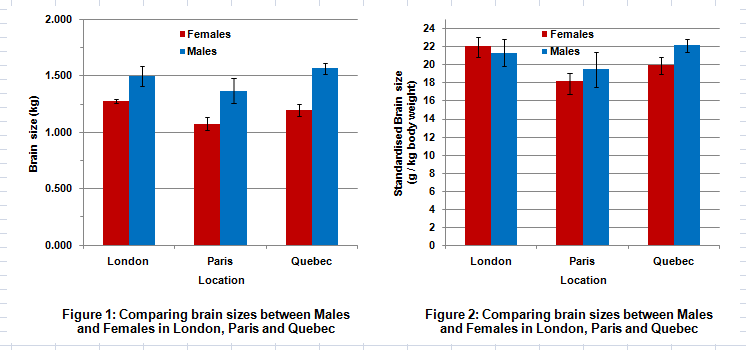 2.000
1.500
1.000
0.500
0.000
Brain size (kg)
Females
Males
London
Paris
Quebec
Location
Figure 1: Comparing brain sizes between Males
and Females in London, Paris and Quebec
24
22
20
18
16
14
12
10
8
6
4
2
0
Standardised Brain size
(g / kg body weight)
Females
Males
London
Paris
Quebec
Location
Figure 2: Comparing brain sizes between Males
and Females in London, Paris and Quebec